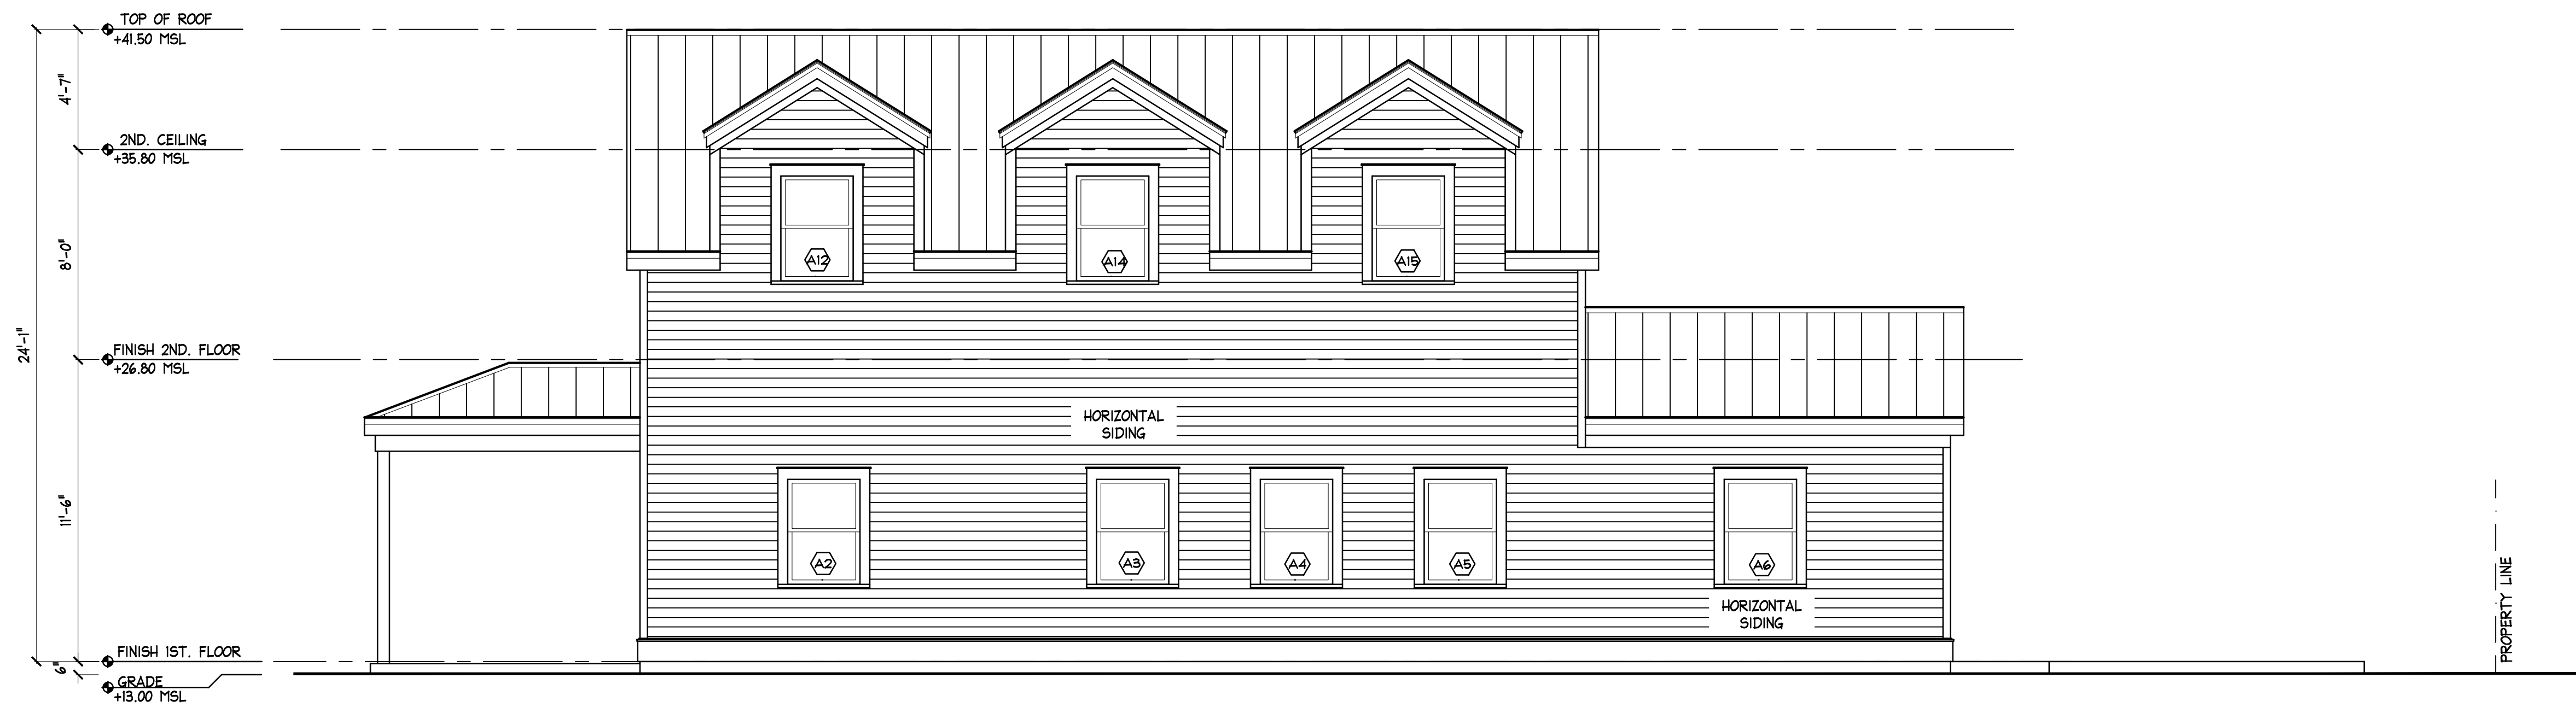 TOP OF ROOF
+41.50 MSL
4'-7"
2ND. CEILING
+35.80 MSL
8'-0"
24'-1"
FINISH 2ND. FLOOR
+26.80 MSL
11'-6"
FINISH 1ST. FLOOR
6"
GRADE
+13.00 MSL
A12
A14
A15
HORIZONTAL
SIDING
A2
A3
A4
A5
A6
HORIZONTAL
SIDING
PROPERTY LINE